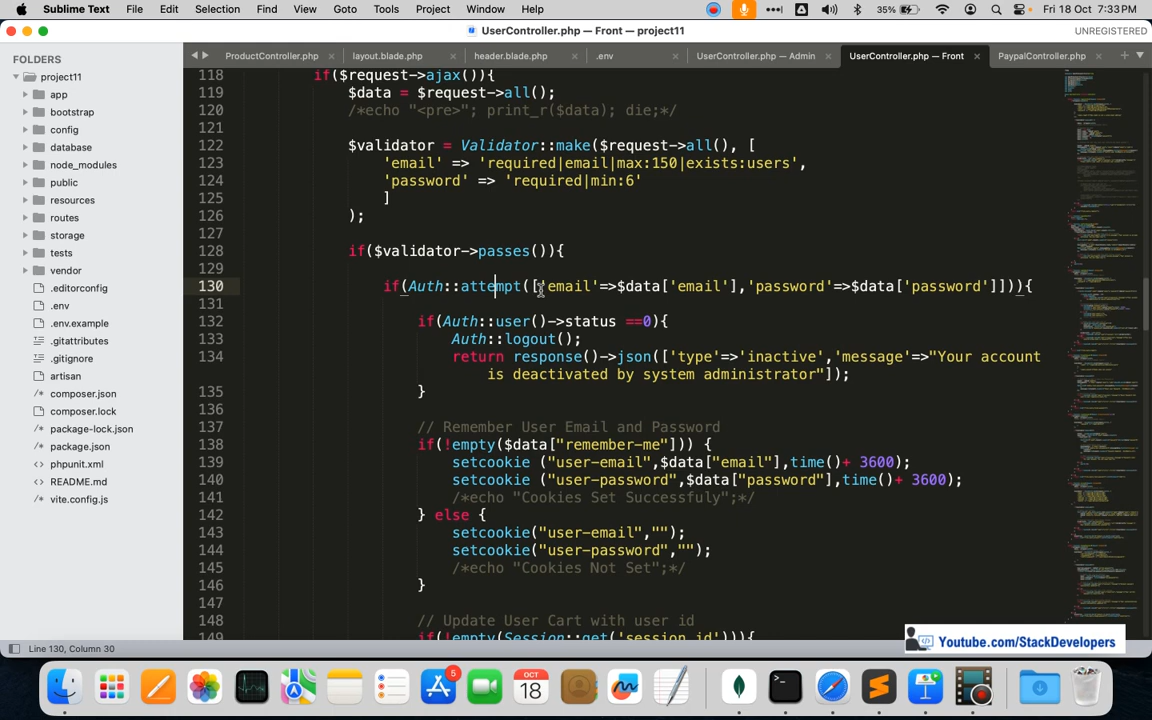 Sublime Text File Edit Selection Find View Goto Tools Project Window Help 35% Fri 18 Oct 7:33PM
UserController.php — Front — project11 UNREGISTERED
FOLDERS
project11
app
bootstrap
config
database
node_modules
public
resources
routes
storage
tests
vendor
.editorconfig
.env
.env.example
.gitattributes
.gitignore
artisan
composer.json
composer.lock
package-lock.json
package.json
phpunit.xml
README.md
vite.config.js
ProductController.php layout.blade.php header.blade.php .env UserController.php — Admin UserController.php — Front PaypalController.php
118 if($request->ajax()){
119 $data = $request->all();
120 /*echo "<pre>"; print_r($data); die;*/
121
122 $validator = Validator::make($request->all(), [
123 'email' => 'required|email|max:150|exists:users',
124 'password' => 'required|min:6'
125 ]
126 );
127
128 if($validator->passes()){
129
130 if(Auth::attempt(['email'=>$data['email'],'password'=>$data['password']])){
131
132 if(Auth::user()->status ==0){
133 Auth::logout();
134 return response()->json(['type'=>'inactive','message'=>"Your account
is deactivated by system administrator"]);
135 }
136
137 // Remember User Email and Password
138 if(!empty($data["remember-me"])) {
139 setcookie ("user-email",$data["email"],time()+ 3600);
140 setcookie ("user-password",$data["password"],time()+ 3600);
141 /*echo "Cookies Set Successfuly";*/
142 } else {
143 setcookie("user-email","");
144 setcookie("user-password","");
145 /*echo "Cookies Not Set";*/
146 }
147
148 // Update User Cart with user id
149 if(!empty(Session::get('session_id'))){
Youtube.com/StackDevelopers
Line 130, Column 30
OCT
18
5